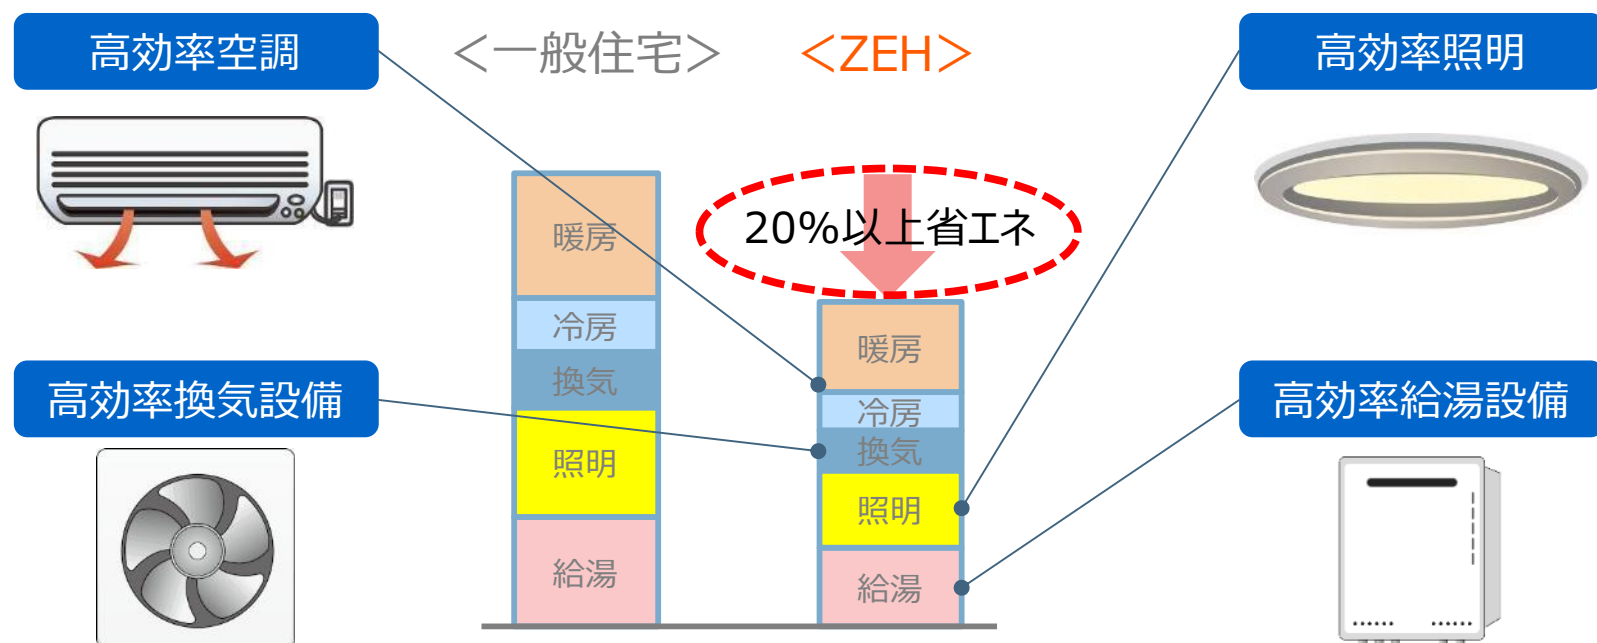 高効率空調
＜一般住宅＞
＜ZEH＞
高効率照明
20%以上省エネ
暖房
冷房
換気
照明
給湯
暖房
冷房
換気
照明
給湯
高効率換気設備
高効率給湯設備